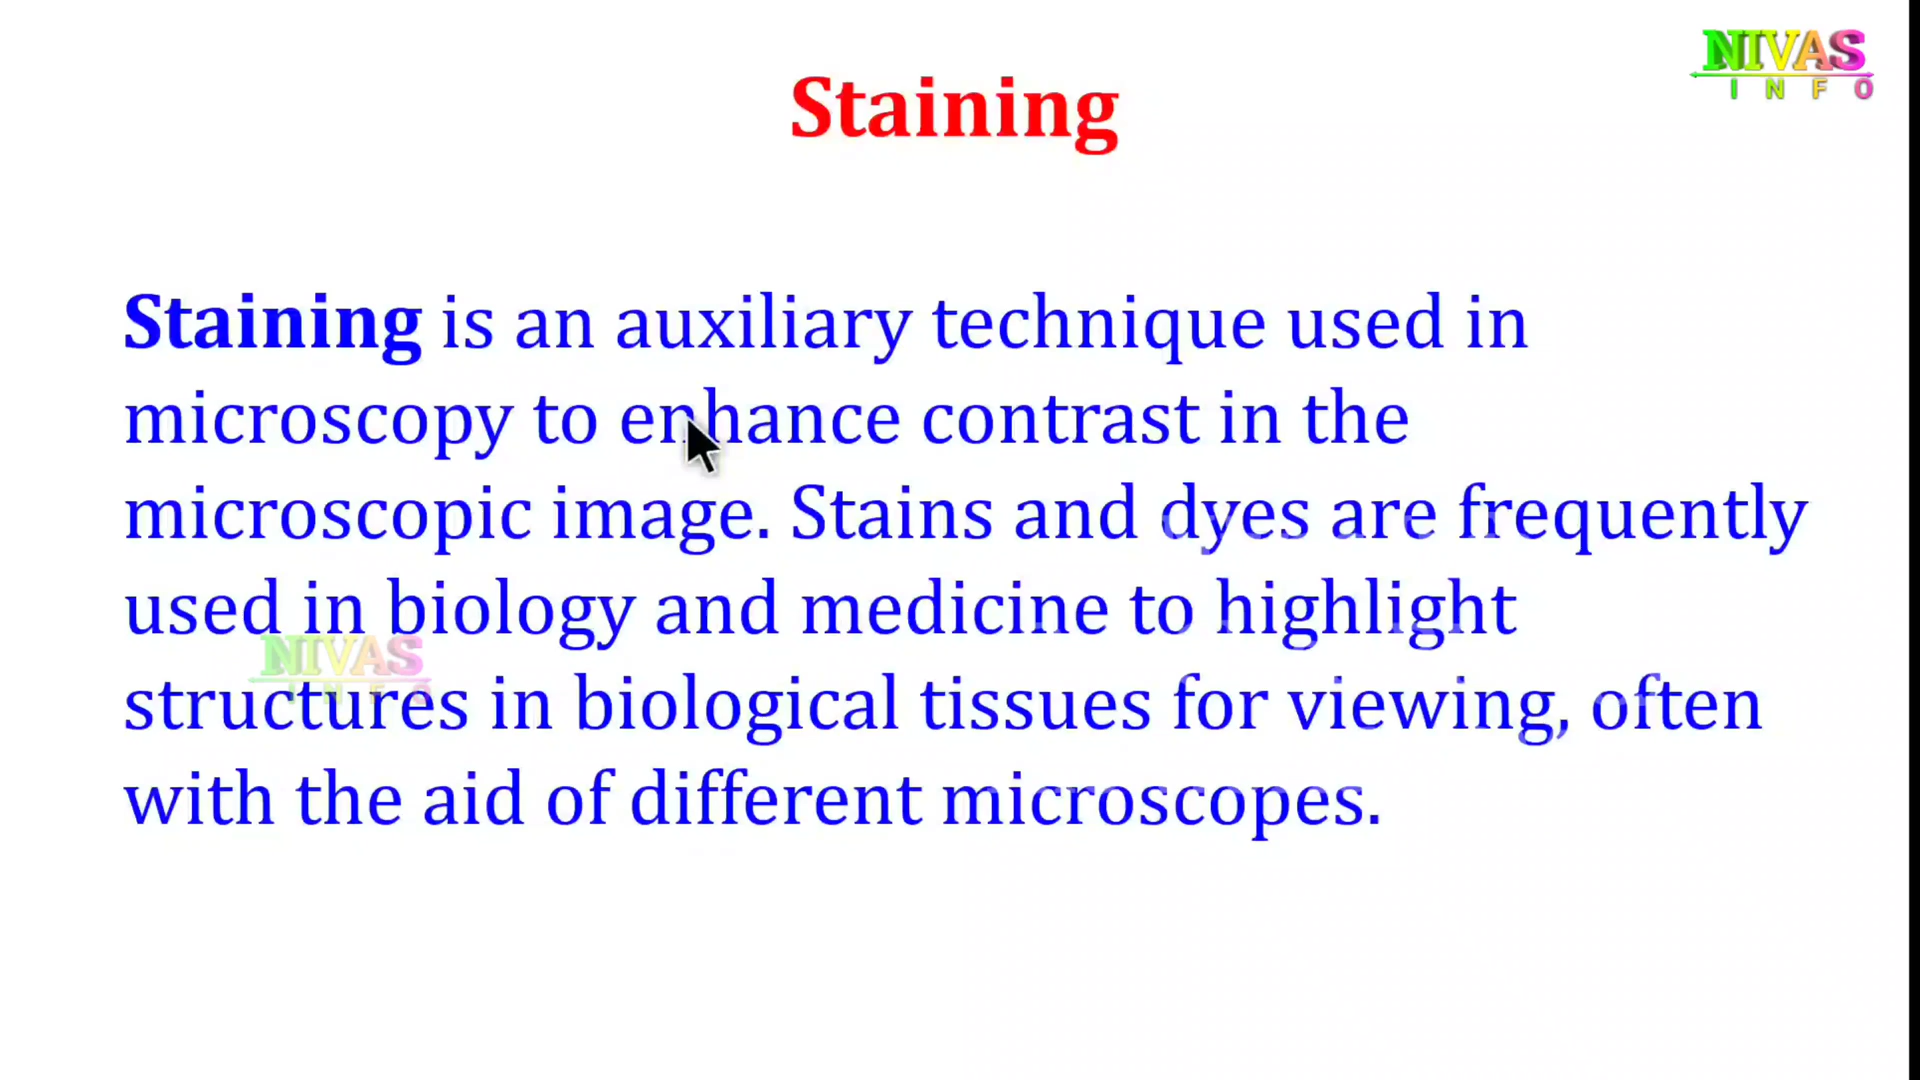 NIVAS
INFO
Staining
Staining is an auxiliary technique used in
microscopy to enhance contrast in the
microscopic image. Stains and dyes are frequently
used in biology and medicine to highlight
NIVAS
INFO
structures in biological tissues for viewing, often
with the aid of different microscopes.